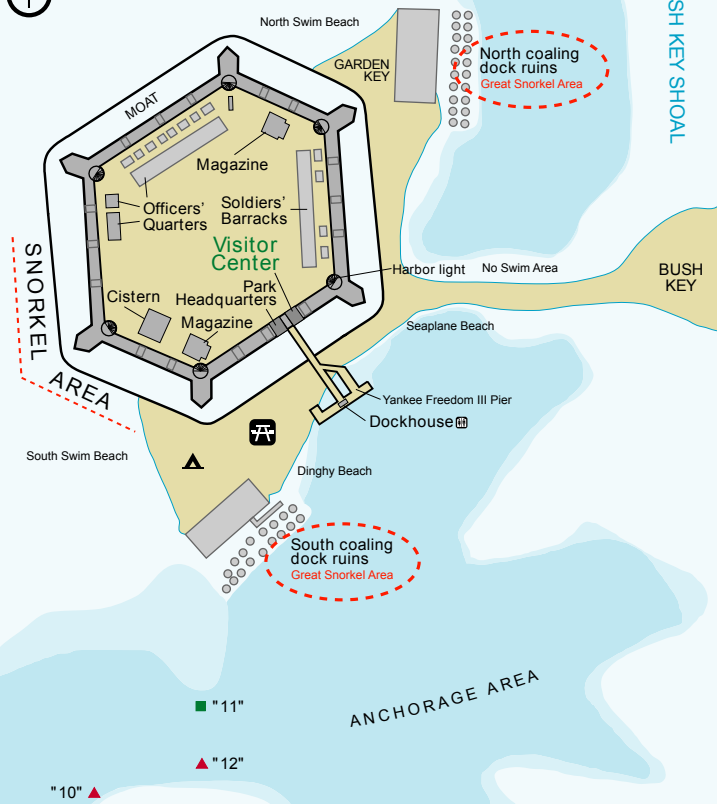 North Swim Beach
North coaling
dock ruins
Great Snorkel Area
SH KEY SHOAL
GARDEN
KEY
MOAT
Magazine
Officers'
Quarters
Soldiers'
Barracks
Visitor
Center
Harbor light
No Swim Area
BUSH
KEY
Park
Headquarters
Cistern
Magazine
SNORKEL
AREA
Seaplane Beach
Yankee Freedom III Pier
Dockhouse
South Swim Beach
Dinghy Beach
South coaling
dock ruins
Great Snorkel Area
ANCHORAGE AREA
"11"
"12"
"10"